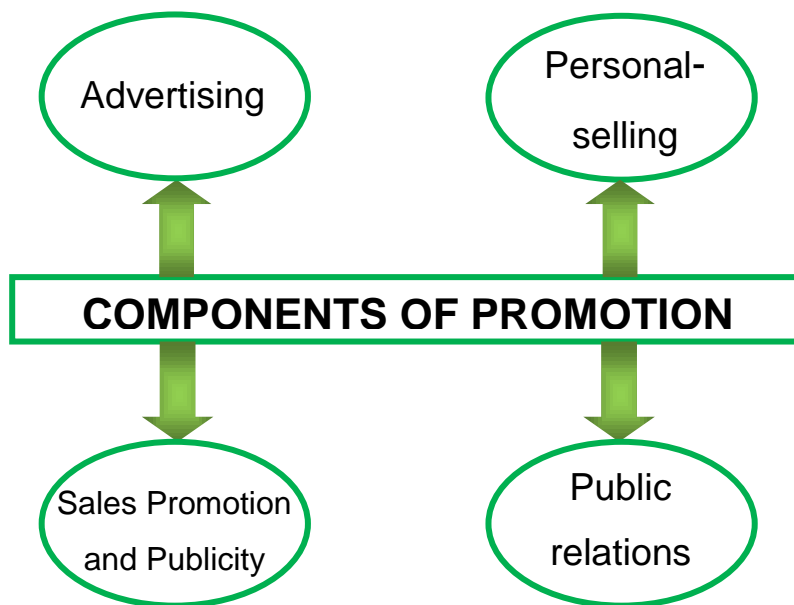 Advertising
Personal-
selling
COMPONENTS OF PROMOTION
Sales Promotion
and Publicity
Public
relations